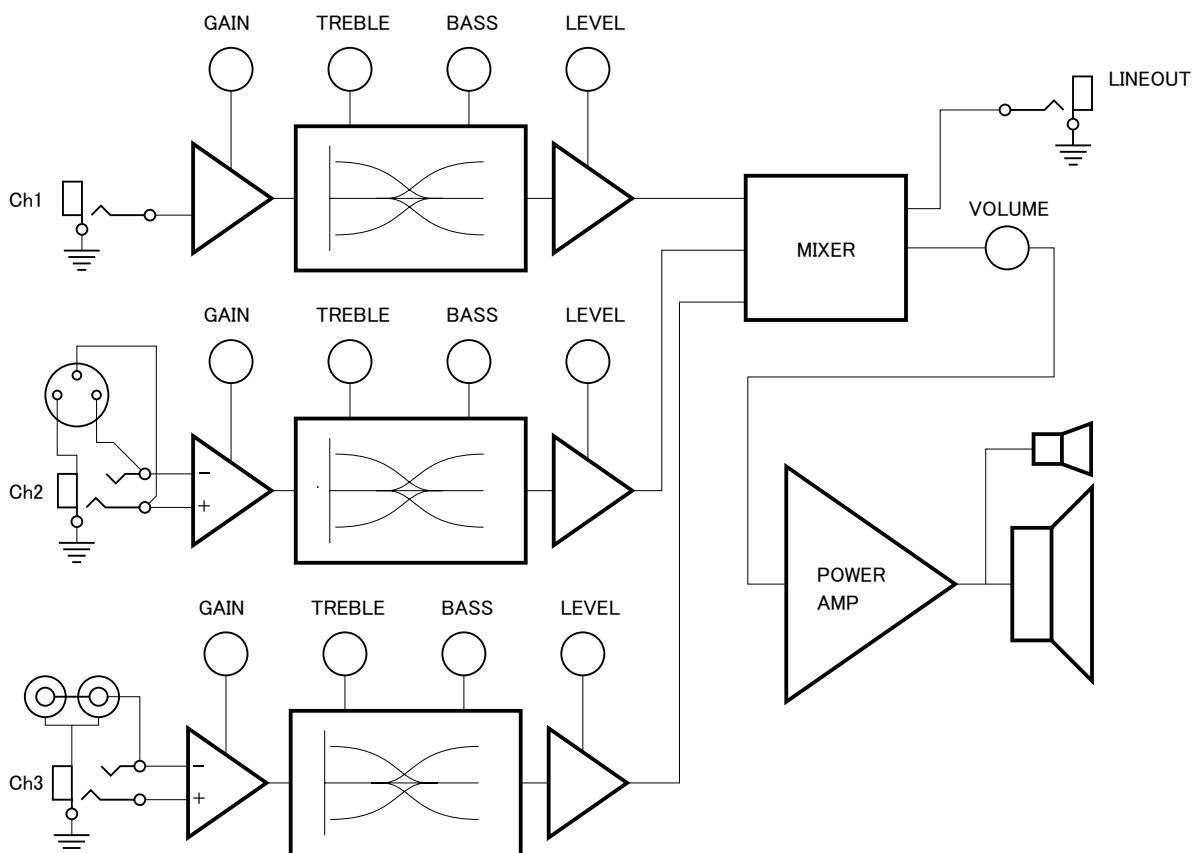 GAIN TREBLE BASS LEVEL
LINEOUT
Ch1
VOLUME
MIXER
GAIN TREBLE BASS LEVEL
−
Ch2
+
POWER
AMP
GAIN TREBLE BASS LEVEL
−
Ch3
+